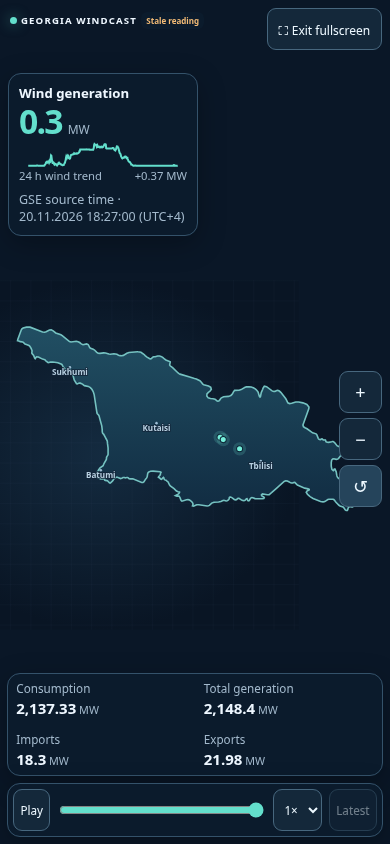 GEORGIA WINDCAST Stale reading
Exit fullscreen
Wind generation
0.3 MW
24 h wind trend +0.37 MW
GSE source time ·
20.11.2026 18:27:00 (UTC+4)
Sukhumi
Kutaisi
Tbilisi
Batumi
+
−
↺
Consumption
2,137.33 MW
Total generation
2,148.4 MW
Imports
18.3 MW
Exports
21.98 MW
Play
1×
Latest